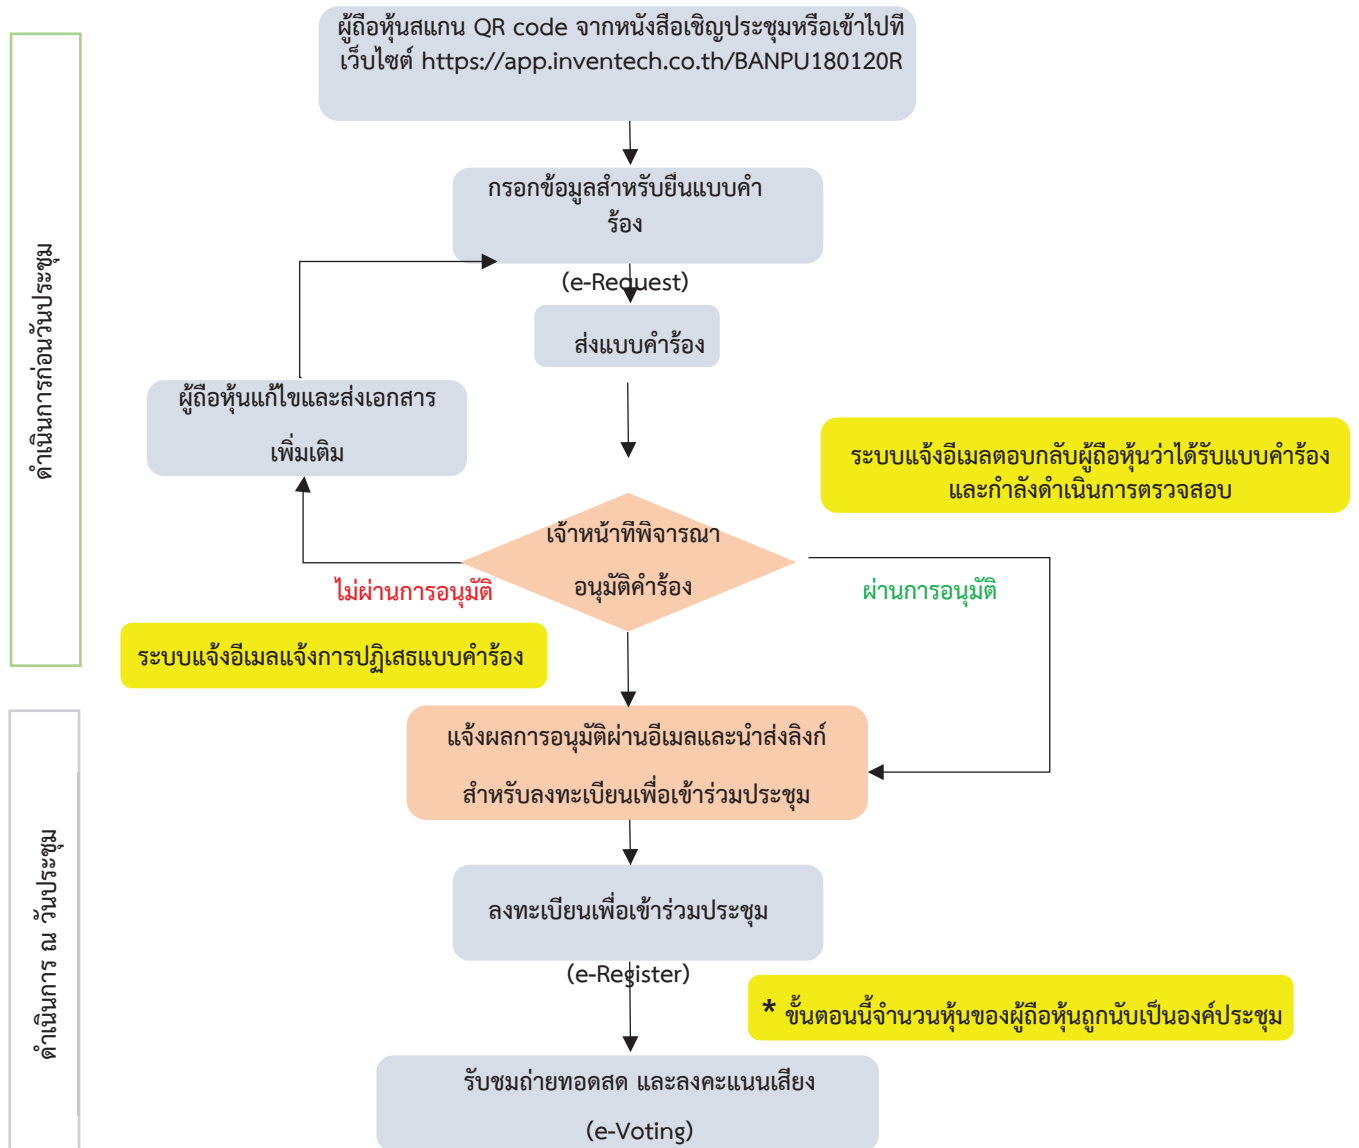 ผู้ถือหุ้นสแกน QR code จากหนังสือเชิญประชุมหรือเข้าไปที
เว็บไซต์ https://app.inventech.co.th/BANPU180120R
ดำเนินการก่อนวันประชุม
กรอกข้อมูลสำหรับยื่นแบบคำ
ร้อง
(e-Request)
ส่งแบบคำร้อง
ผู้ถือหุ้นแก้ไขและส่งเอกสาร
เพิ่มเติม
ระบบแจ้งอีเมลตอบกลับผู้ถือหุ้นว่าได้รับแบบคำร้อง
และกำลังดำเนินการตรวจสอบ
เจ้าหน้าทีพิจารณา
อนุมัติคำร้อง
ไม่ผ่านการอนุมัติ
ผ่านการอนุมัติ
ระบบแจ้งอีเมลแจ้งการปฏิเสธแบบคำร้อง
แจ้งผลการอนุมัติผ่านอีเมลและนำส่งลิงก์
สำหรับลงทะเบียนเพื่อเข้าร่วมประชุม
ดำเนินการ ณ วันประชุม
ลงทะเบียนเพื่อเข้าร่วมประชุม
(e-Register)
* ขั้นตอนนี้จำนวนหุ้นของผู้ถือหุ้นถูกนับเป็นองค์ประชุม
รับชมถ่ายทอดสด และลงคะแนนเสียง
(e-Voting)